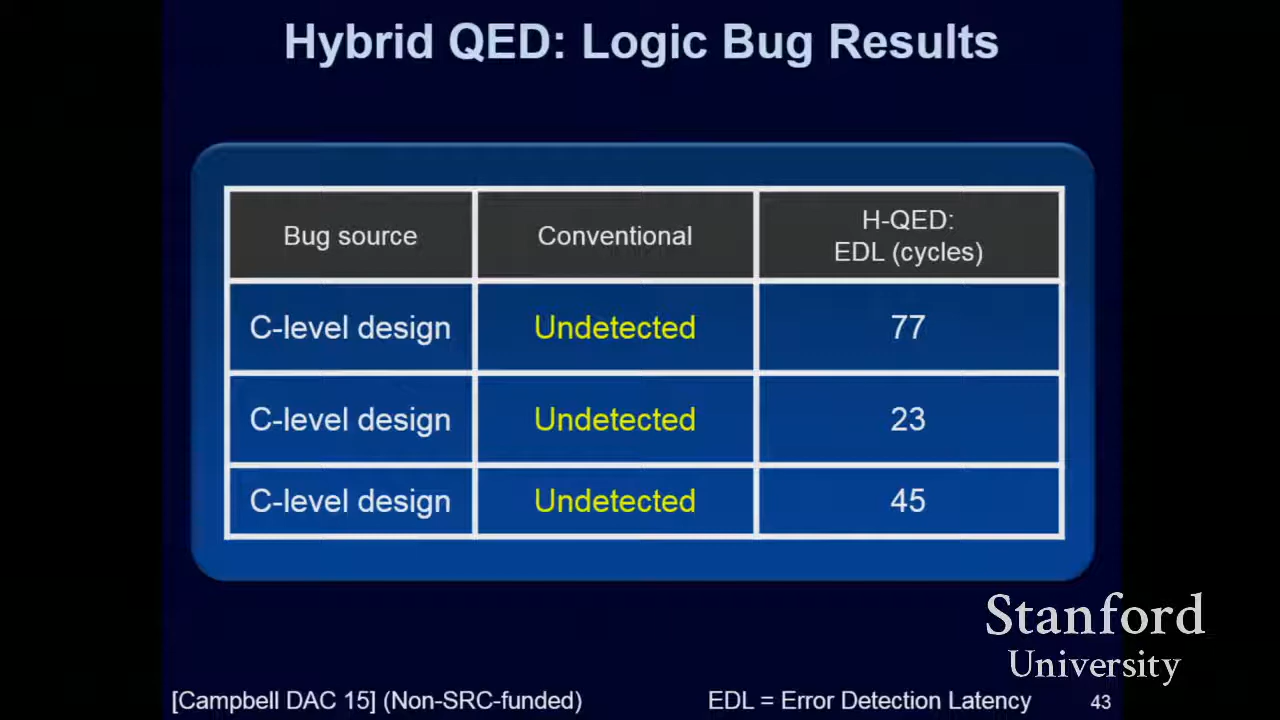 Hybrid QED: Logic Bug Results
Bug source
Conventional
H-QED:
EDL (cycles)
C-level design
Undetected
77
C-level design
Undetected
23
C-level design
Undetected
45
Stanford
University
[Campbell DAC 15] (Non-SRC-funded)
EDL = Error Detection Latency
43